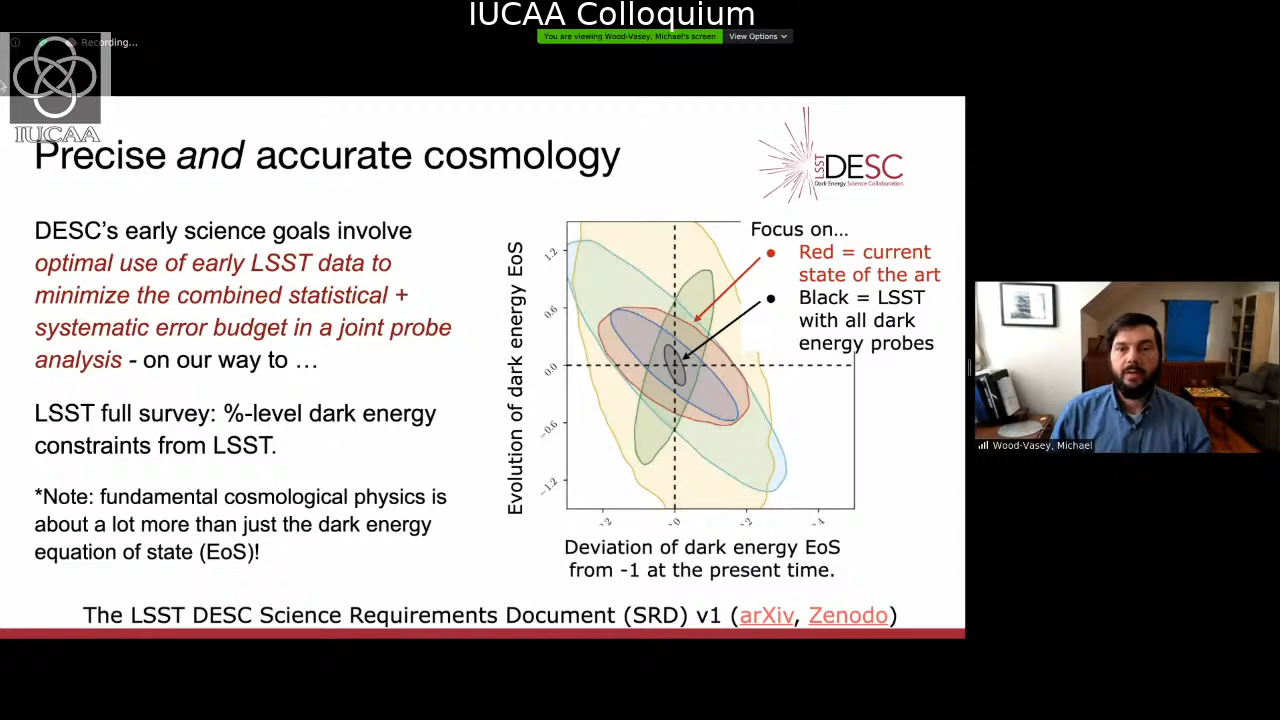 IUCAA Colloquium
You are viewing Wood-Vasey, Michael's screen
View Options
Recording...
IUCAA
Precise and accurate cosmology
LSST DESC
Dark Energy Science Collaboration
DESC's early science goals involve
optimal use of early LSST data to
minimize the combined statistical +
systematic error budget in a joint probe
analysis - on our way to …
LSST full survey: %-level dark energy
constraints from LSST.
*Note: fundamental cosmological physics is
about a lot more than just the dark energy
equation of state (EoS)!
Evolution of dark energy EoS
1.2
0.6
0.0
−0.6
−1.2
Focus on…
● Red = current
state of the art
● Black = LSST
with all dark
energy probes
Deviation of dark energy EoS
from -1 at the present time.
The LSST DESC Science Requirements Document (SRD) v1 (arXiv, Zenodo)
Wood-Vasey, Michael